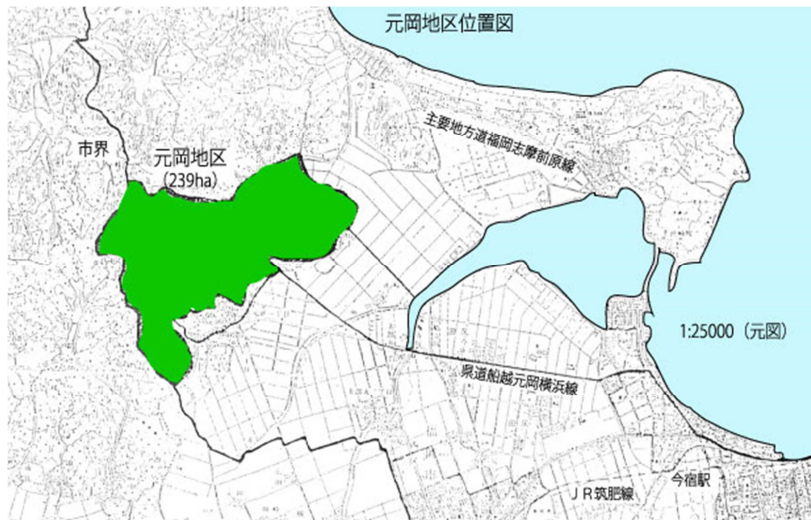 元岡地区位置図
主要地方道福岡志摩前原線
市界
元岡地区
(239ha)
1:25000（元図）
県道船越元岡横浜線
今宿駅
ＪＲ筑肥線